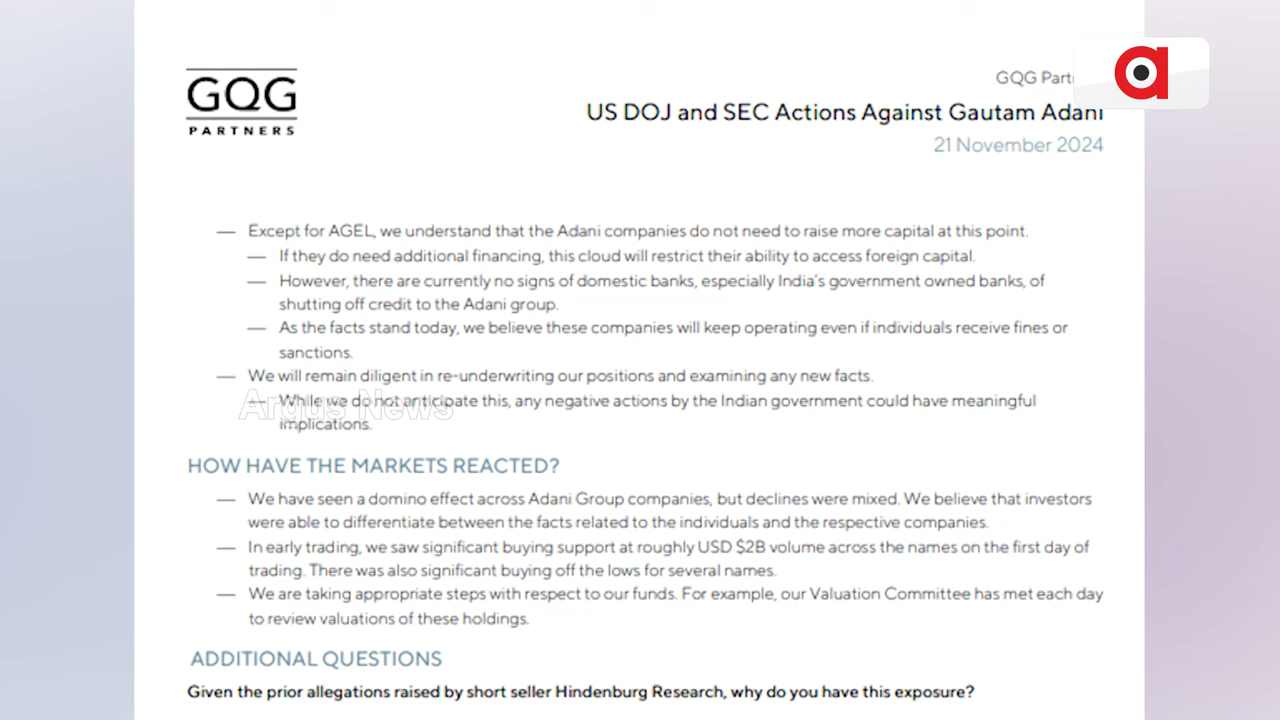 GQG
PARTNERS
GQG
US DOJ and SEC Actions Against Gautam Adani
21 November 2024
— Except for AGEL, we understand that the Adani companies do not need to raise more capital at this point.
— If they do need additional financing, this cloud will restrict their ability to access foreign capital.
— However, there are currently no signs of domestic banks, especially India's government owned banks, of
shutting off credit to the Adani group.
— As the facts stand today, we believe these companies will keep operating even if individuals receive fines or
sanctions.
— We will remain diligent in re-underwriting our positions and examining any new facts.
— While we do not anticipate this, any negative actions by the Indian government could have meaningful
implications.
Argus News
HOW HAVE THE MARKETS REACTED?
— We have seen a domino effect across Adani Group companies, but declines were mixed. We believe that investors
were able to differentiate between the facts related to the individuals and the respective companies.
— In early trading, we saw significant buying support at roughly USD $2B volume across the names on the first day of
trading. There was also significant buying off the lows for several names.
— We are taking appropriate steps with respect to our funds. For example, our Valuation Committee has met each day
to review valuations of these holdings.
ADDITIONAL QUESTIONS
Given the prior allegations raised by short seller Hindenburg Research, why do you have this exposure?